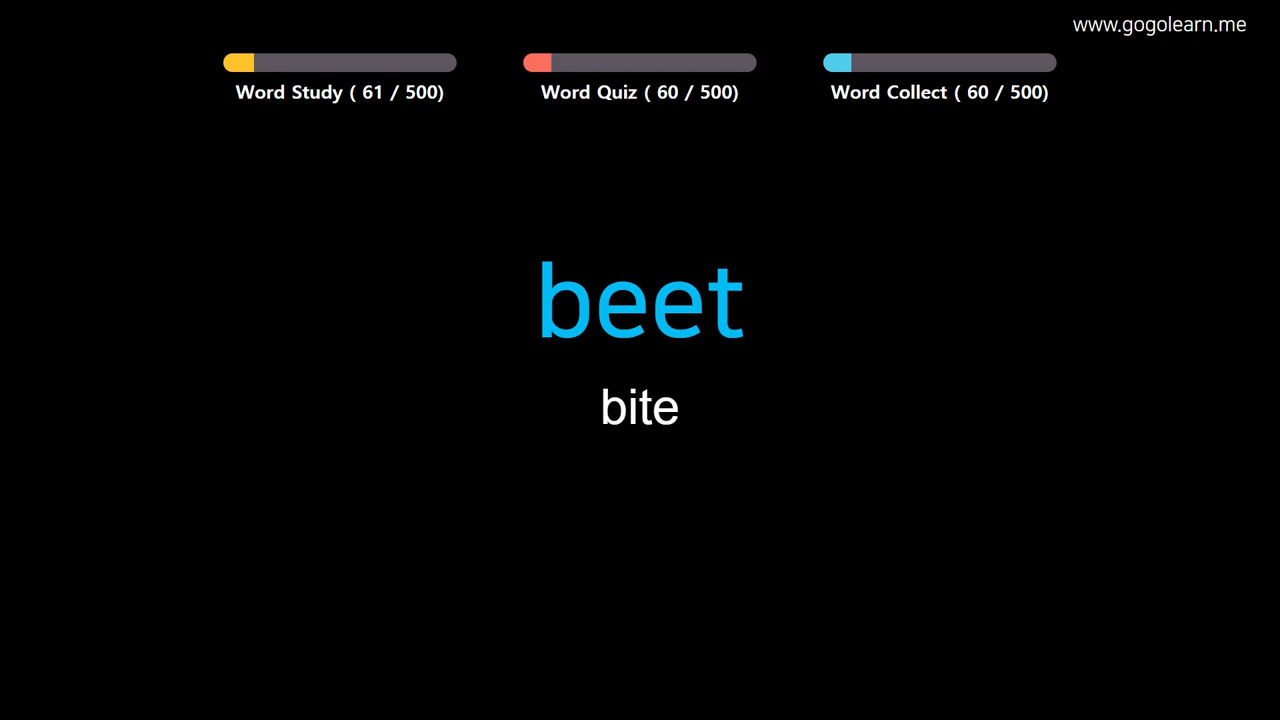 www.gogolearn.me
Word Study ( 61 / 500)
Word Quiz ( 60 / 500)
Word Collect ( 60 / 500)
beet
bite